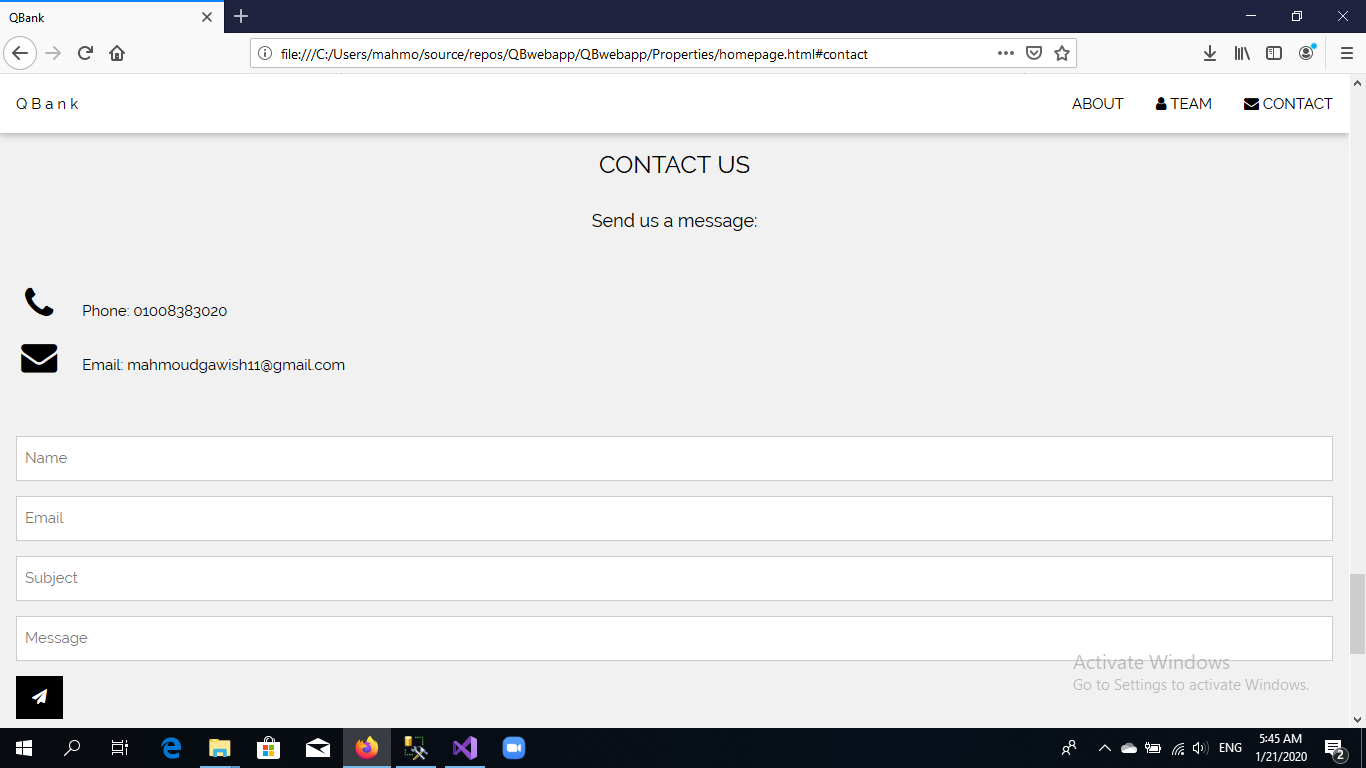 QBank
file:///C:/Users/mahmo/source/repos/QBwebapp/QBwebapp/Properties/homepage.html#contact
QBank
ABOUT TEAM CONTACT
CONTACT US
Send us a message:
Phone: 01008383020
Email: mahmoudgawish11@gmail.com
Name
Email
Subject
Message
Activate Windows
Go to Settings to activate Windows.
ENG
5:45 AM
1/21/2020
2